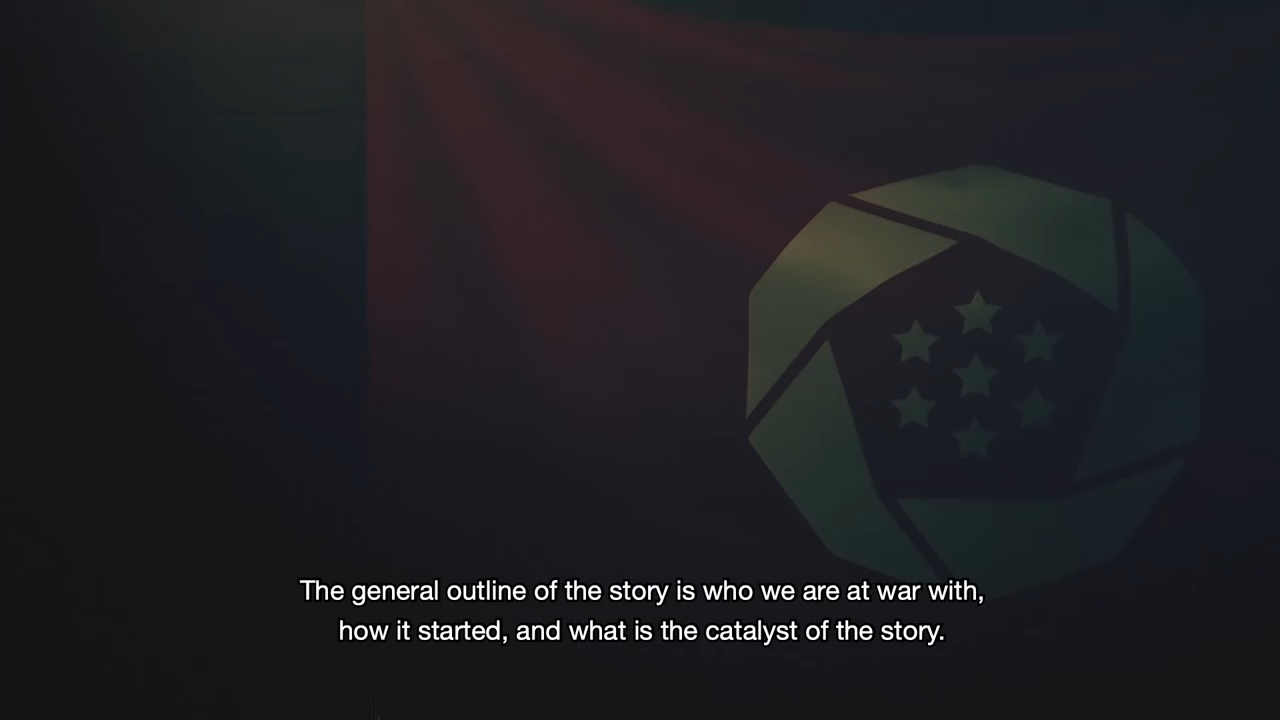 The general outline of the story is who we are at war with,
how it started, and what is the catalyst of the story.